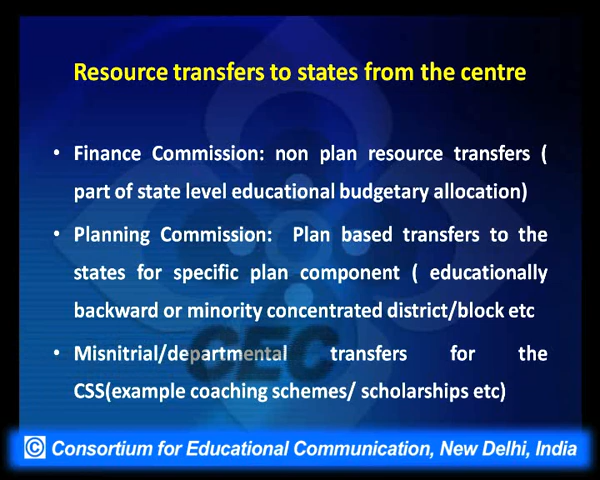 Resource transfers to states from the centre
• Finance Commission: non plan resource transfers (
part of state level educational budgetary allocation)
• Planning Commission: Plan based transfers to the
states for specific plan component ( educationally
backward or minority concentrated district/block etc
• Misnitrial/departmental transfers for the
CSS(example coaching schemes/ scholarships etc)
CEC
© Consortium for Educational Communication, New Delhi, India